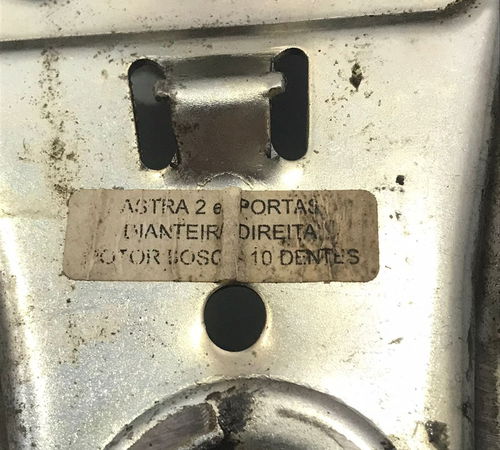 ASTRA 2 e PORTAS
DIANTEIRA DIREITA
MOTOR BOSCH 10 DENTES